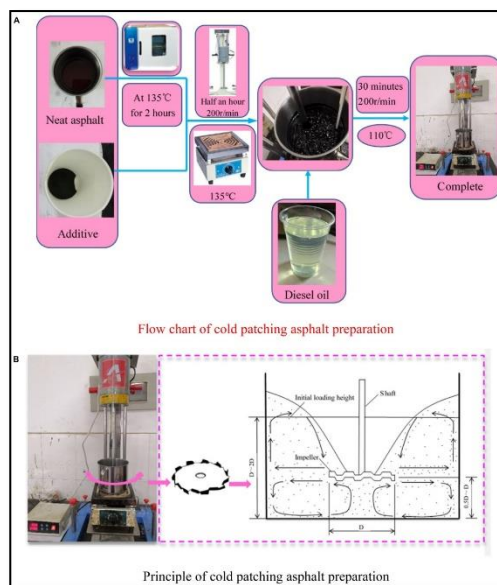 A
Neat asphalt
At 135℃
for 2 hours
Half an hour
200r/min
30 minutes
200r/min
110℃
135℃
Additive
Complete
Diesel oil
Flow chart of cold patching asphalt preparation
B
Initial loading height
Shaft
Impeller
D—2D
0.5D—D
D
Principle of cold patching asphalt preparation